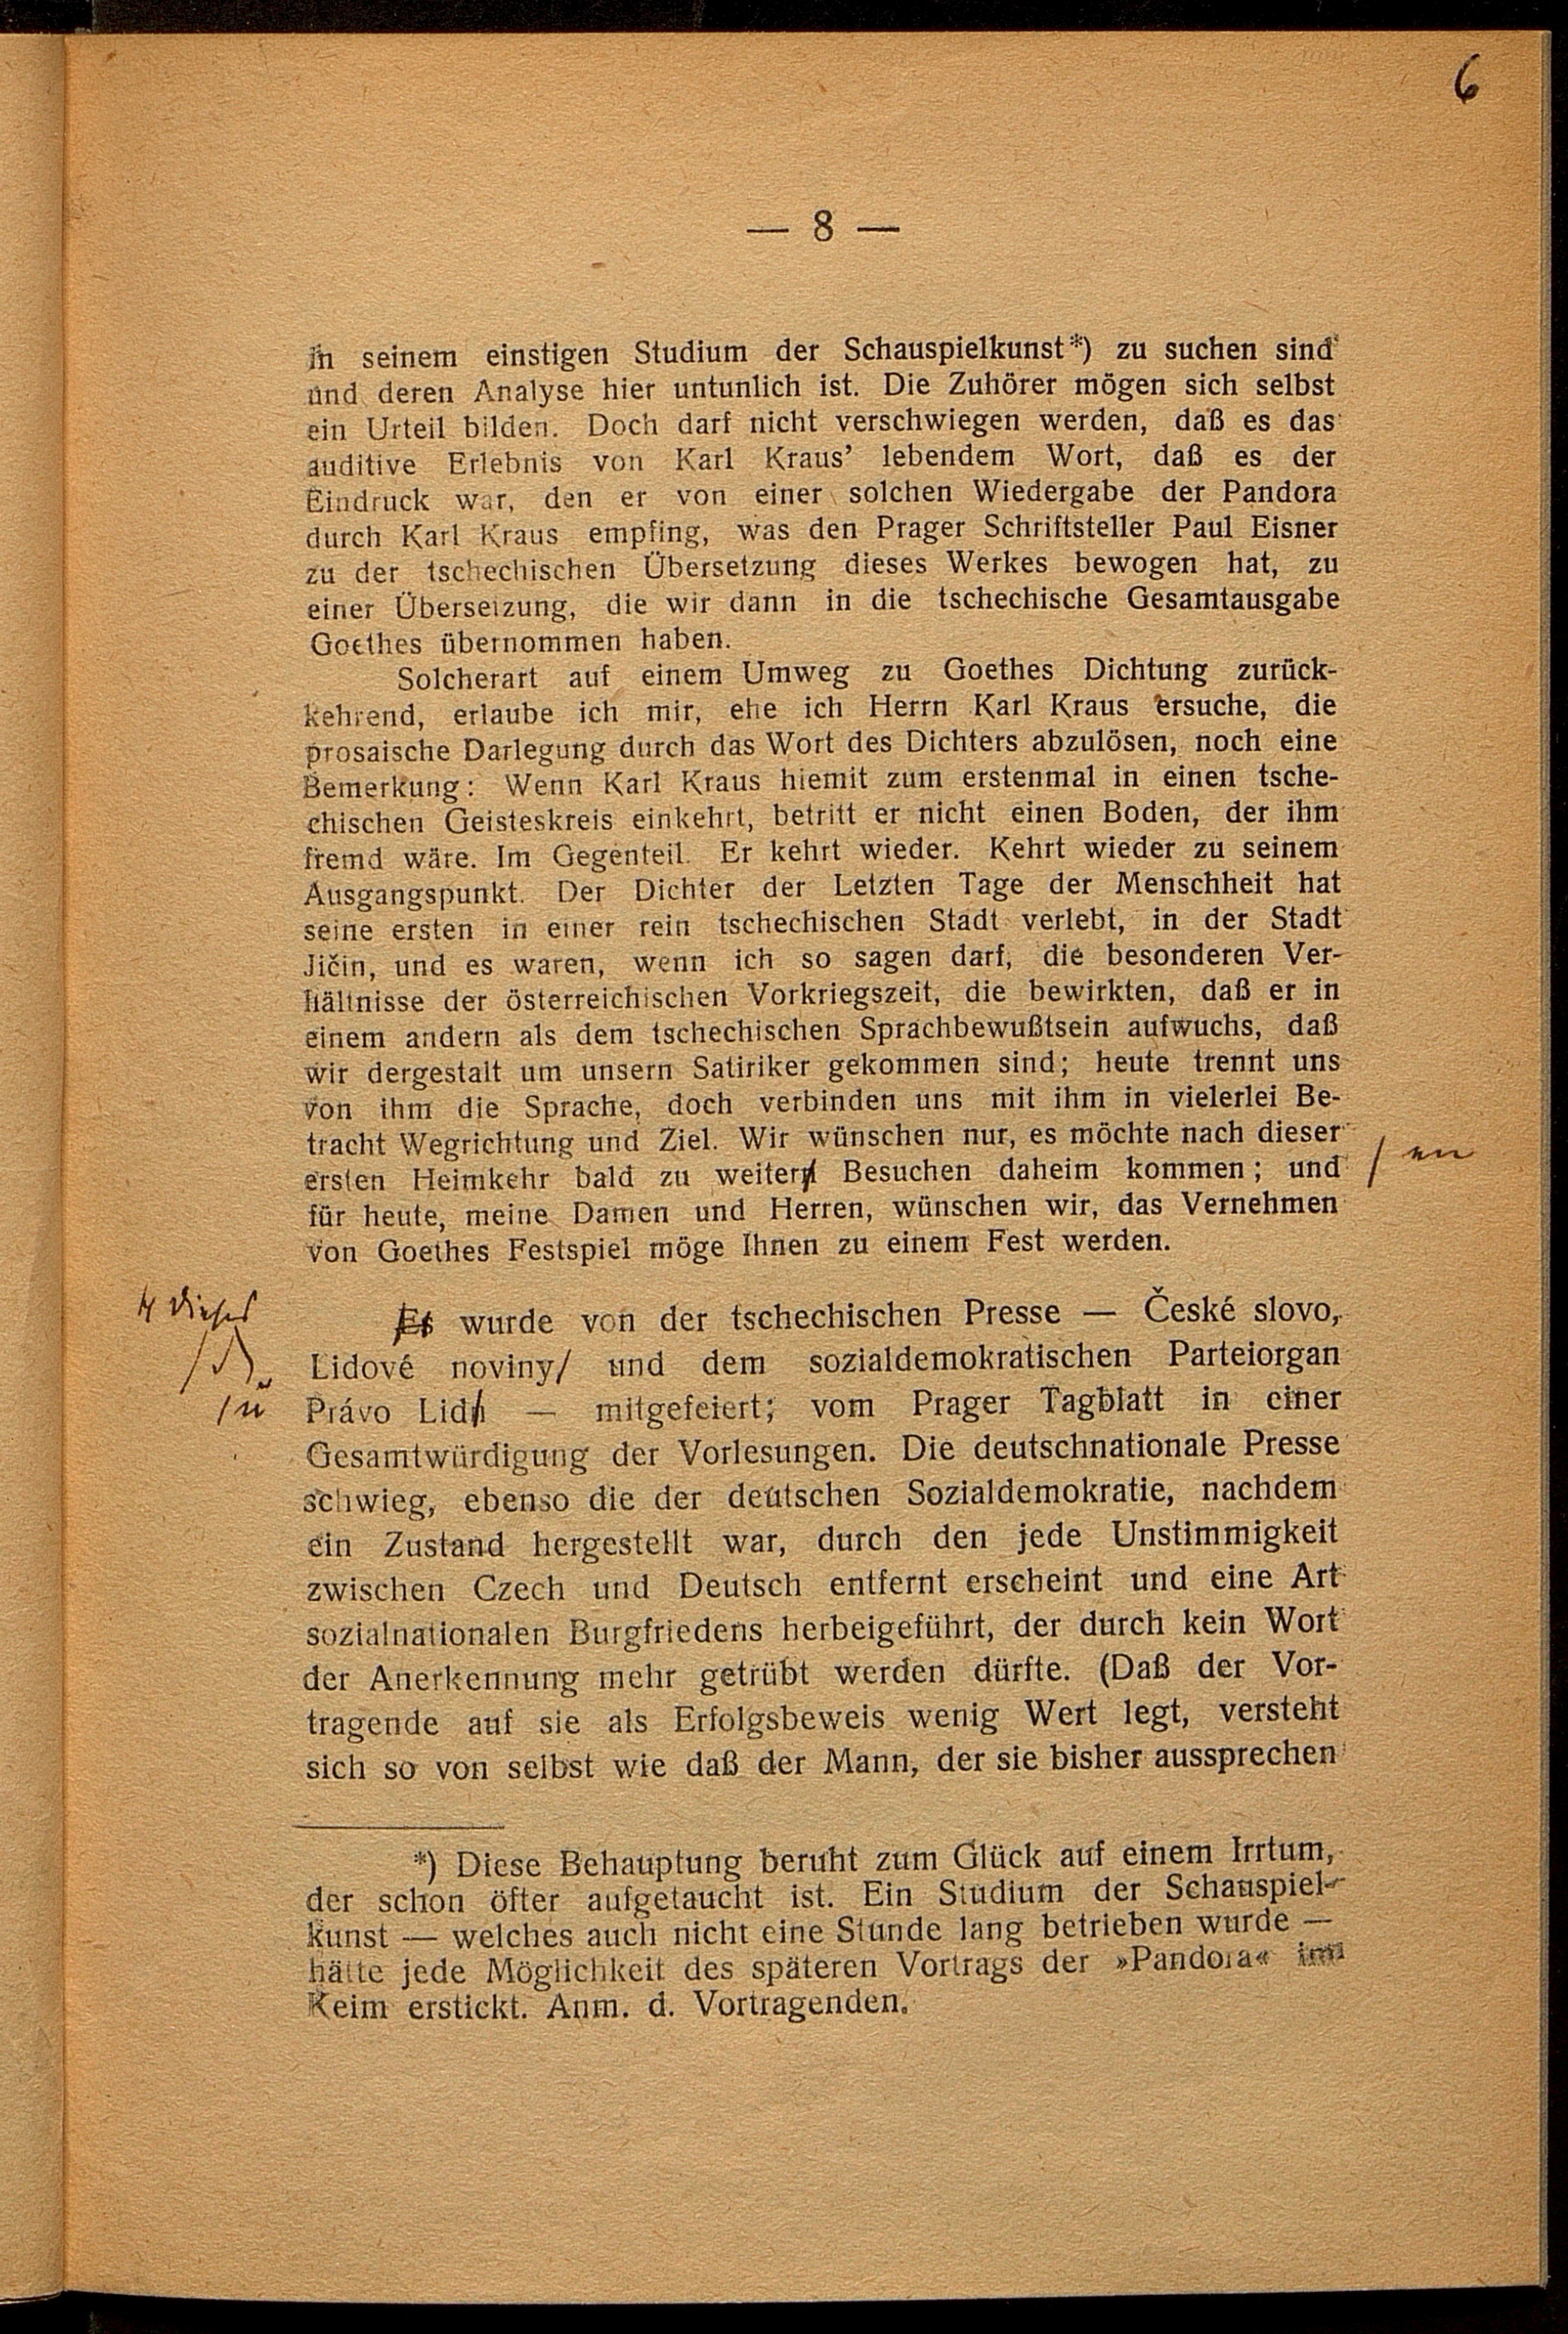 6
— 8 —
in seinem einstigen Studium der Schauspielkunst*) zu suchen sind
und deren Analyse hier untunlich ist. Die Zuhörer mögen sich selbst
ein Urteil bilden. Doch darf nicht verschwiegen werden, daß es das
auditive Erlebnis von Karl Kraus’ lebendem Wort, daß es der
Eindruck war, den er von einer solchen Wiedergabe der Pandora
durch Karl Kraus empfing, was den Prager Schriftsteller Paul Eisner
zu der tschechischen Übersetzung dieses Werkes bewogen hat, zu
einer Übersetzung, die wir dann in die tschechische Gesamtausgabe
Goethes übernommen haben.
Solcherart auf einem Umweg zu Goethes Dichtung zurück-
kehrend, erlaube ich mir, ehe ich Herrn Karl Kraus ersuche, die
prosaische Darlegung durch das Wort des Dichters abzulösen, noch eine
Bemerkung: Wenn Karl Kraus hiemit zum erstenmal in einen tsche-
chischen Geisteskreis einkehrt, betritt er nicht einen Boden, der ihm
fremd wäre. Im Gegenteil. Er kehrt wieder. Kehrt wieder zu seinem
Ausgangspunkt. Der Dichter der Letzten Tage der Menschheit hat
seine ersten in einer rein tschechischen Stadt verlebt, in der Stadt
Jičin, und es waren, wenn ich so sagen darf, die besonderen Ver-
hältnisse der österreichischen Vorkriegszeit, die bewirkten, daß er in
einem andern als dem tschechischen Sprachbewußtsein aufwuchs, daß
wir dergestalt um unsern Satiriker gekommen sind; heute trennt uns
von ihm die Sprache, doch verbinden uns mit ihm in vielerlei Be-
tracht Wegrichtung und Ziel. Wir wünschen nur, es möchte nach dieser
ersten Heimkehr bald zu weitern Besuchen daheim kommen; und / en
für heute, meine Damen und Herren, wünschen wir, das Vernehmen
von Goethes Festspiel möge Ihnen zu einem Fest werden.
dieses
Es wurde von der tschechischen Presse — České slovo,
Lidové noviny/ und dem sozialdemokratischen Parteiorgan
/u Právo Lidu — mitgefeiert; vom Prager Tagblatt in einer
Gesamtwürdigung der Vorlesungen. Die deutschnationale Presse
schwieg, ebenso die der deutschen Sozialdemokratie, nachdem
ein Zustand hergestellt war, durch den jede Unstimmigkeit
zwischen Czech und Deutsch entfernt erscheint und eine Art
sozialnationalen Burgfriedens herbeigeführt, der durch kein Wort
der Anerkennung mehr getrübt werden dürfte. (Daß der Vor-
tragende auf sie als Erfolgsbeweis wenig Wert legt, versteht
sich so von selbst wie daß der Mann, der sie bisher aussprechen
*) Diese Behauptung beruht zum Glück auf einem Irrtum,
der schon öfter aufgetaucht ist. Ein Studium der Schauspiel-
kunst — welches auch nicht eine Stunde lang betrieben wurde —
hätte jede Möglichkeit des späteren Vortrags der »Pandora« im
Keim erstickt. Anm. d. Vortragenden.